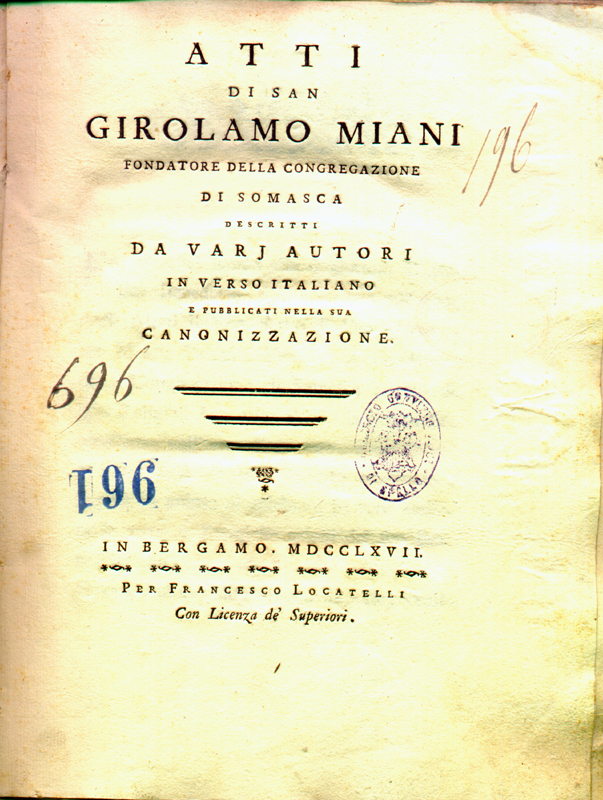 ATTI
DI SAN
GIROLAMO MIANI
FONDATORE DELLA CONGREGAZIONE
196
DI SOMASCA
DESCRITTI
DA VARJ AUTORI
IN VERSO ITALIANO
E PUBBLICATI NELLA SUA
CANONIZZAZIONE.
696
961
IN BERGAMO. MDCCLXVII.
PER FRANCESCO LOCATELLI
Con Licenza de' Superiori.